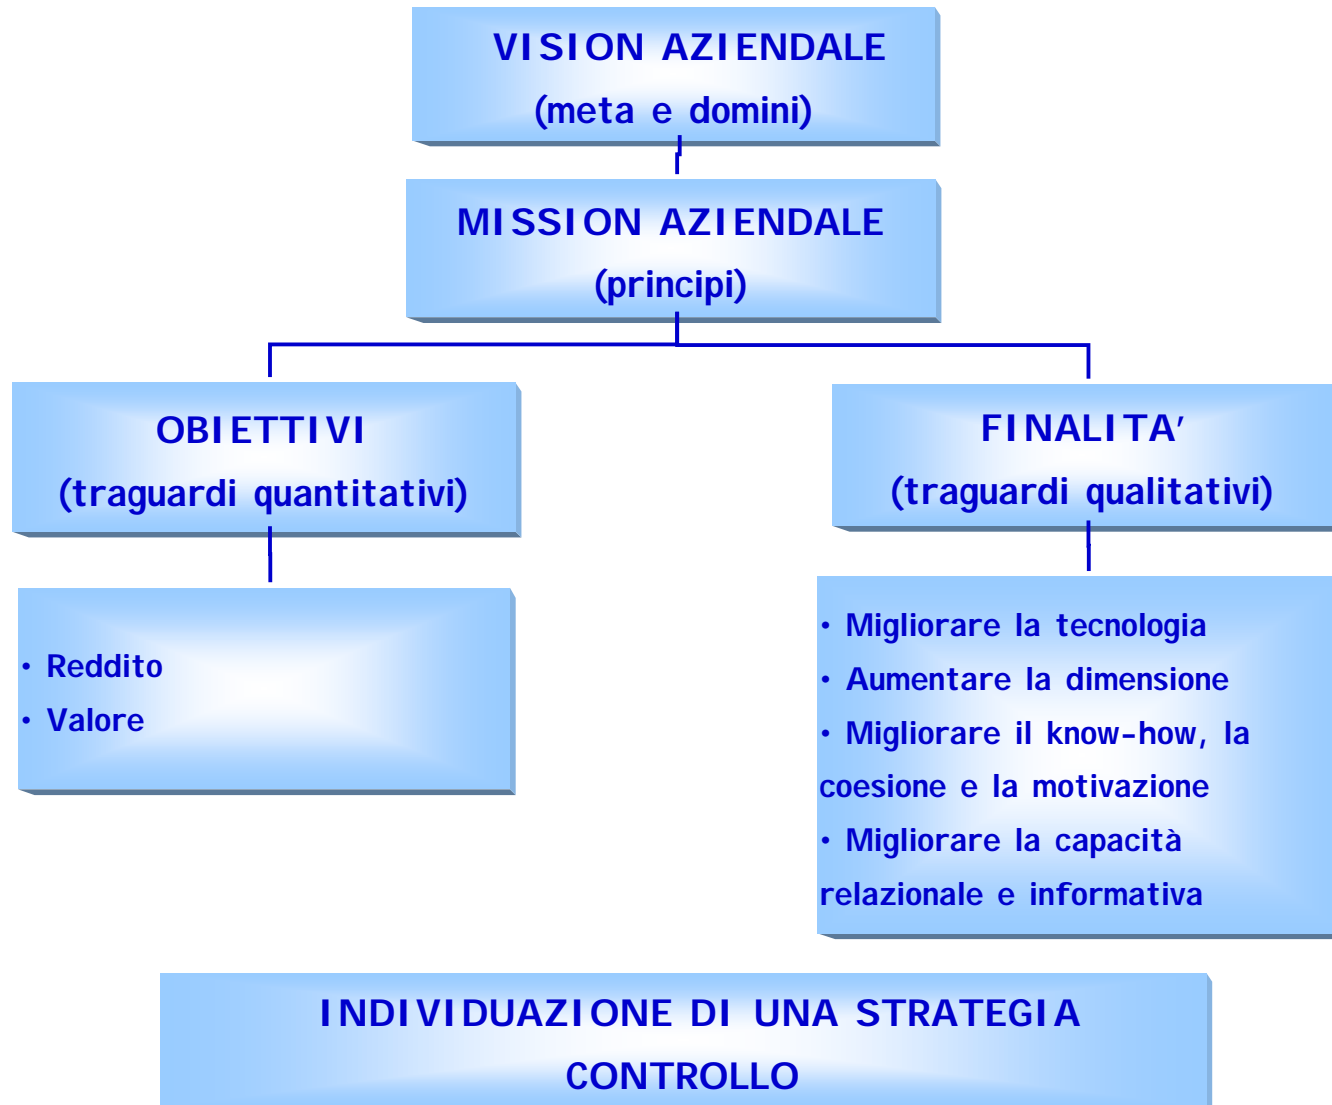 VISION AZIENDALE
(meta e domini)
MISSION AZIENDALE
(principi)
OBIETTIVI
(traguardi quantitativi)
FINALITA’
(traguardi qualitativi)
• Reddito
• Valore
• Migliorare la tecnologia
• Aumentare la dimensione
• Migliorare il know-how, la
coesione e la motivazione
• Migliorare la capacità
relazionale e informativa
INDIVIDUAZIONE DI UNA STRATEGIA
CONTROLLO